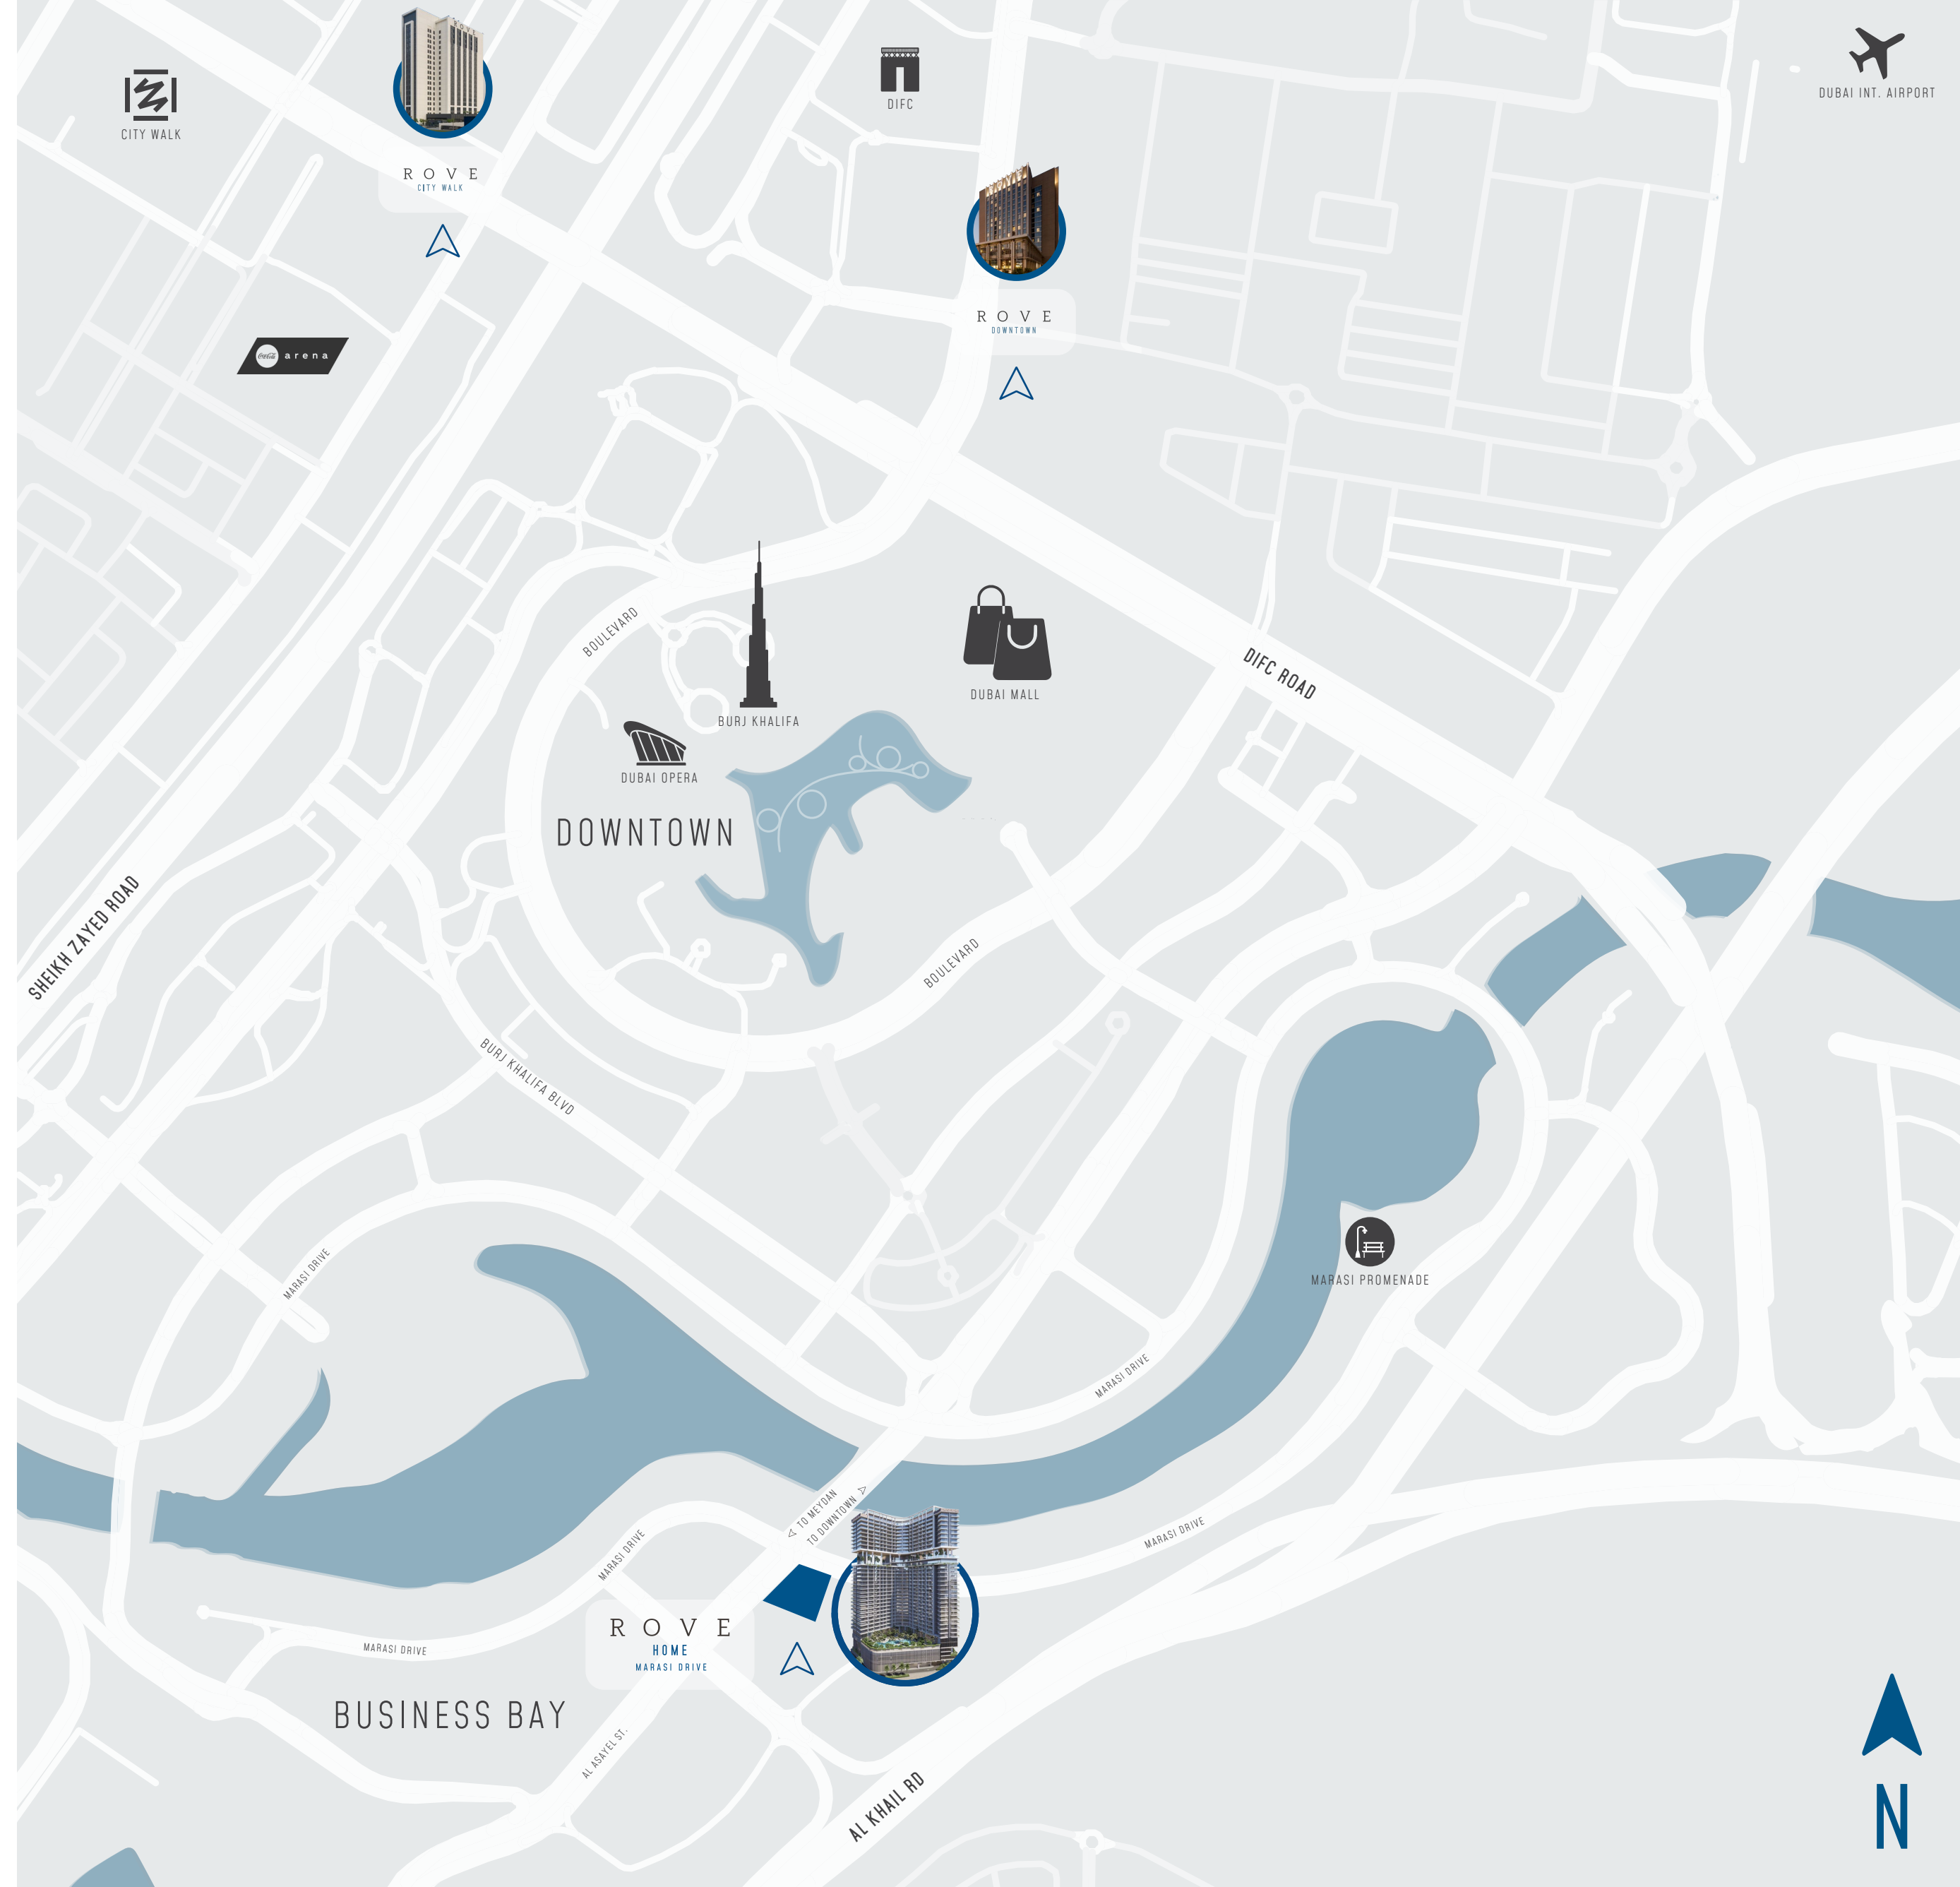 CITY WALK
ROVE
ROVE
CITY WALK
DIFC
DUBAI INT. AIRPORT
ROVE
DOWNTOWN
Coca-Cola arena
BOULEVARD
BURJ KHALIFA
DUBAI MALL
DIFC ROAD
DUBAI OPERA
DOWNTOWN
SHEIKH ZAYED ROAD
BOULEVARD
BURJ KHALIFA BLVD
MARASI DRIVE
MARASI PROMENADE
MARASI DRIVE
TO MEYDAN
TO DOWNTOWN
MARASI DRIVE
MARASI DRIVE
MARASI DRIVE
ROVE
HOME
MARASI DRIVE
BUSINESS BAY
AL ASAYEL ST.
AL KHAIL RD
N